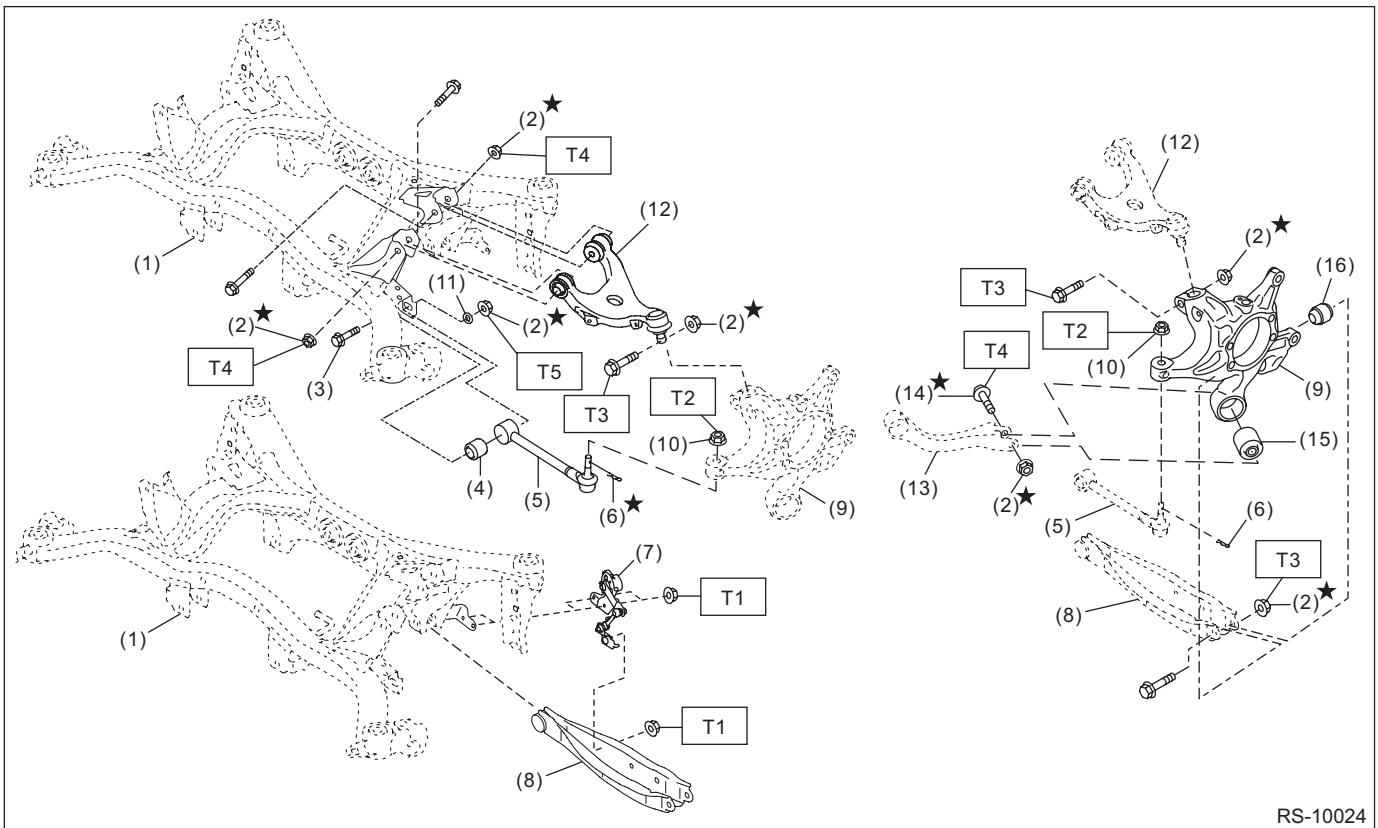 (2)★
T4
(12)
(1)
(11)
(2)★
(2)★
(2)★
T4
(3)
T5
T3
T2
(10)
(4)
(5)
(6)★
(9)
(7)
T1
(1)
T1
(8)
(12)
(2)★
(16)
T3
T2
(10)
T4
(14)★
(9)
(13)
(2)★
(15)
(5)
(6)
T3
(2)★
(8)
RS-10024